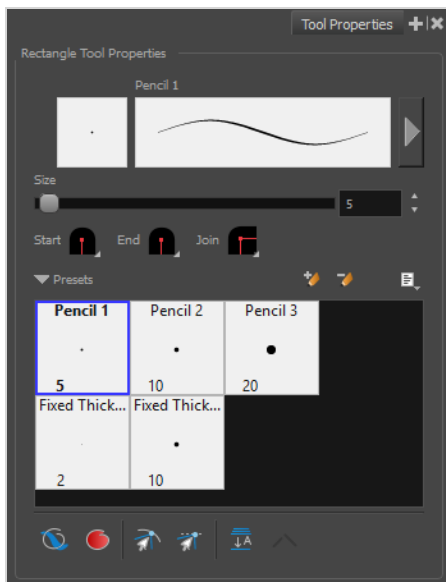 Tool Properties
Rectangle Tool Properties
Pencil 1
Size
5
Start End Join
Presets
Pencil 1 Pencil 2 Pencil 3
5 10 20
Fixed Thick... Fixed Thick...
2 10
A